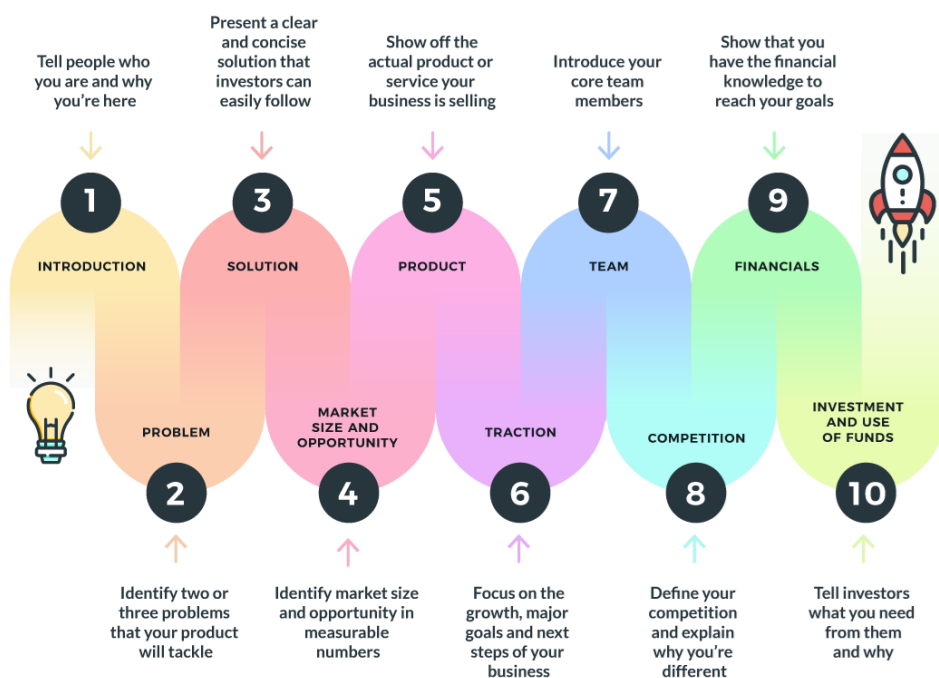 Tell people who
you are and why
you're here
1
INTRODUCTION
Identify two or
three problems
that your product
will tackle
2
PROBLEM
Present a clear
and concise
solution that
investors can
easily follow
3
SOLUTION
Identify market size
and opportunity in
measurable
numbers
4
MARKET
SIZE AND
OPPORTUNITY
Show off the
actual product or
service your
business is selling
5
PRODUCT
Focus on the
growth, major
goals and next
steps of your
business
6
TRACTION
Introduce your
core team
members
7
TEAM
Define your
competition
and explain
why you're
different
8
COMPETITION
Show that you
have the financial
knowledge to
reach your goals
9
FINANCIALS
Tell investors
what you need
from them
and why
10
INVESTMENT
AND USE
OF FUNDS